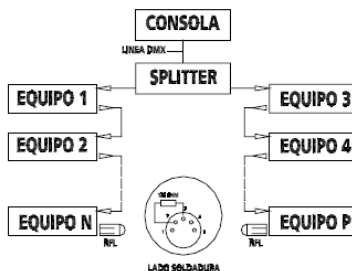 CONSOLA
LINEA DMX
SPLITTER
EQUIPO 1
EQUIPO 3
EQUIPO 2
EQUIPO 4
EQUIPO N
EQUIPO P
RFL
RFL
LADO SOLDADURA